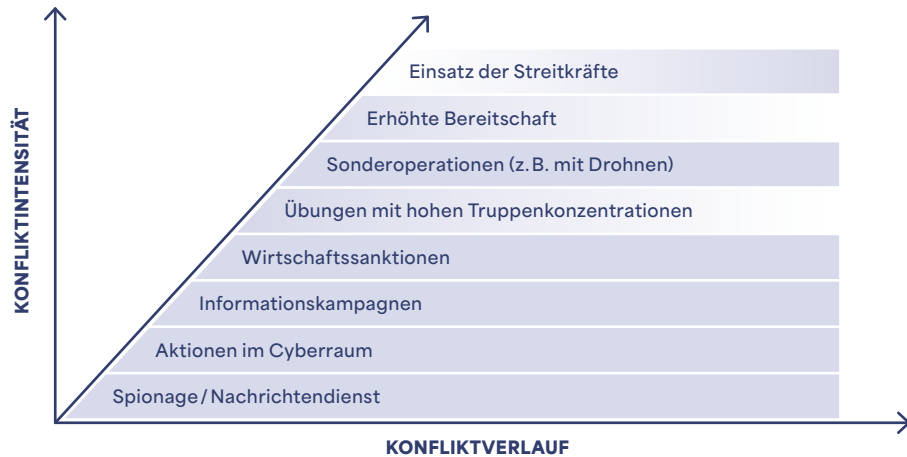 KONFLIKTINTENSITÄT
Einsatz der Streitkräfte
Erhöhte Bereitschaft
Sonderoperationen (z. B. mit Drohnen)
Übungen mit hohen Truppenkonzentrationen
Wirtschaftssanktionen
Informationskampagnen
Aktionen im Cyberraum
Spionage / Nachrichtendienst
KONFLIKTVERLAUF